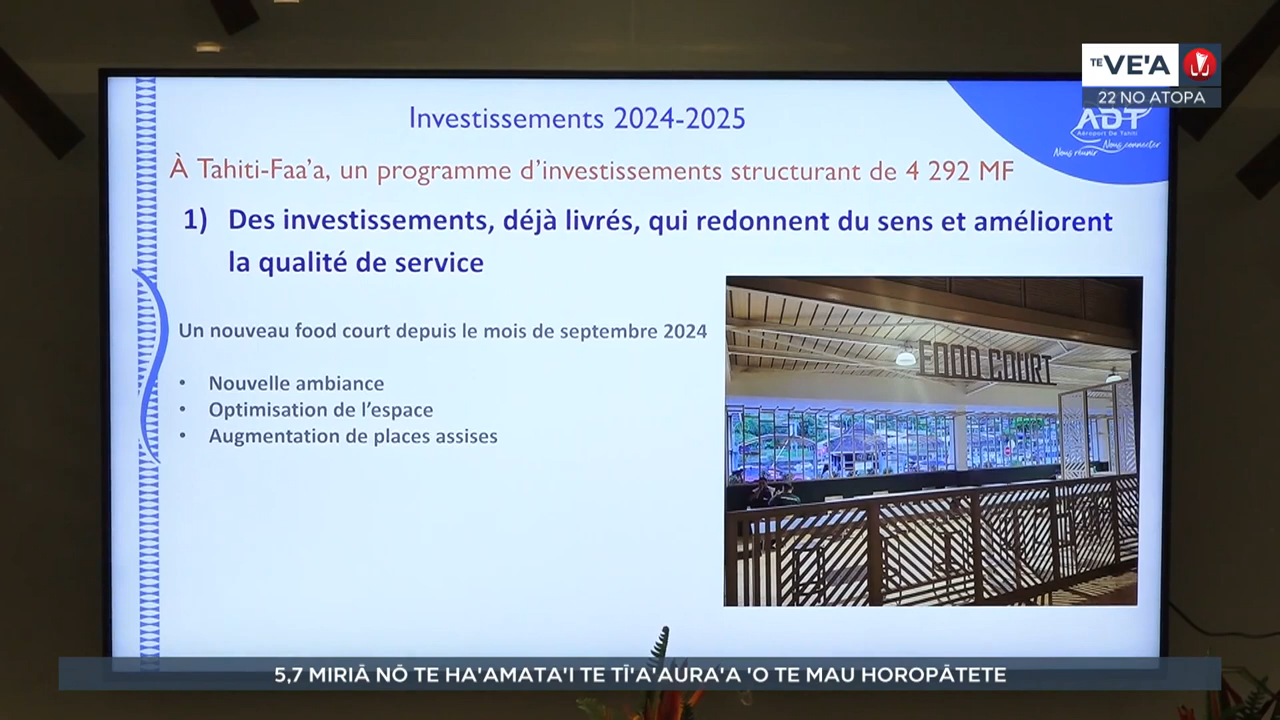 TE VE'A
22 NO ATOPA
Investissements 2024-2025
ADT
Aéroport De Tahiti
Nous réunir Nous connecter
À Tahiti-Faa'a, un programme d'investissements structurant de 4 292 MF
1) Des investissements, déjà livrés, qui redonnent du sens et améliorent
la qualité de service
Un nouveau food court depuis le mois de septembre 2024
• Nouvelle ambiance
• Optimisation de l'espace
• Augmentation de places assises
FOOD COURT
5,7 MIRIĀ NŌ TE HA'AMATA'I TE TĪ'A'AURA'A 'O TE MAU HOROPĀTETE